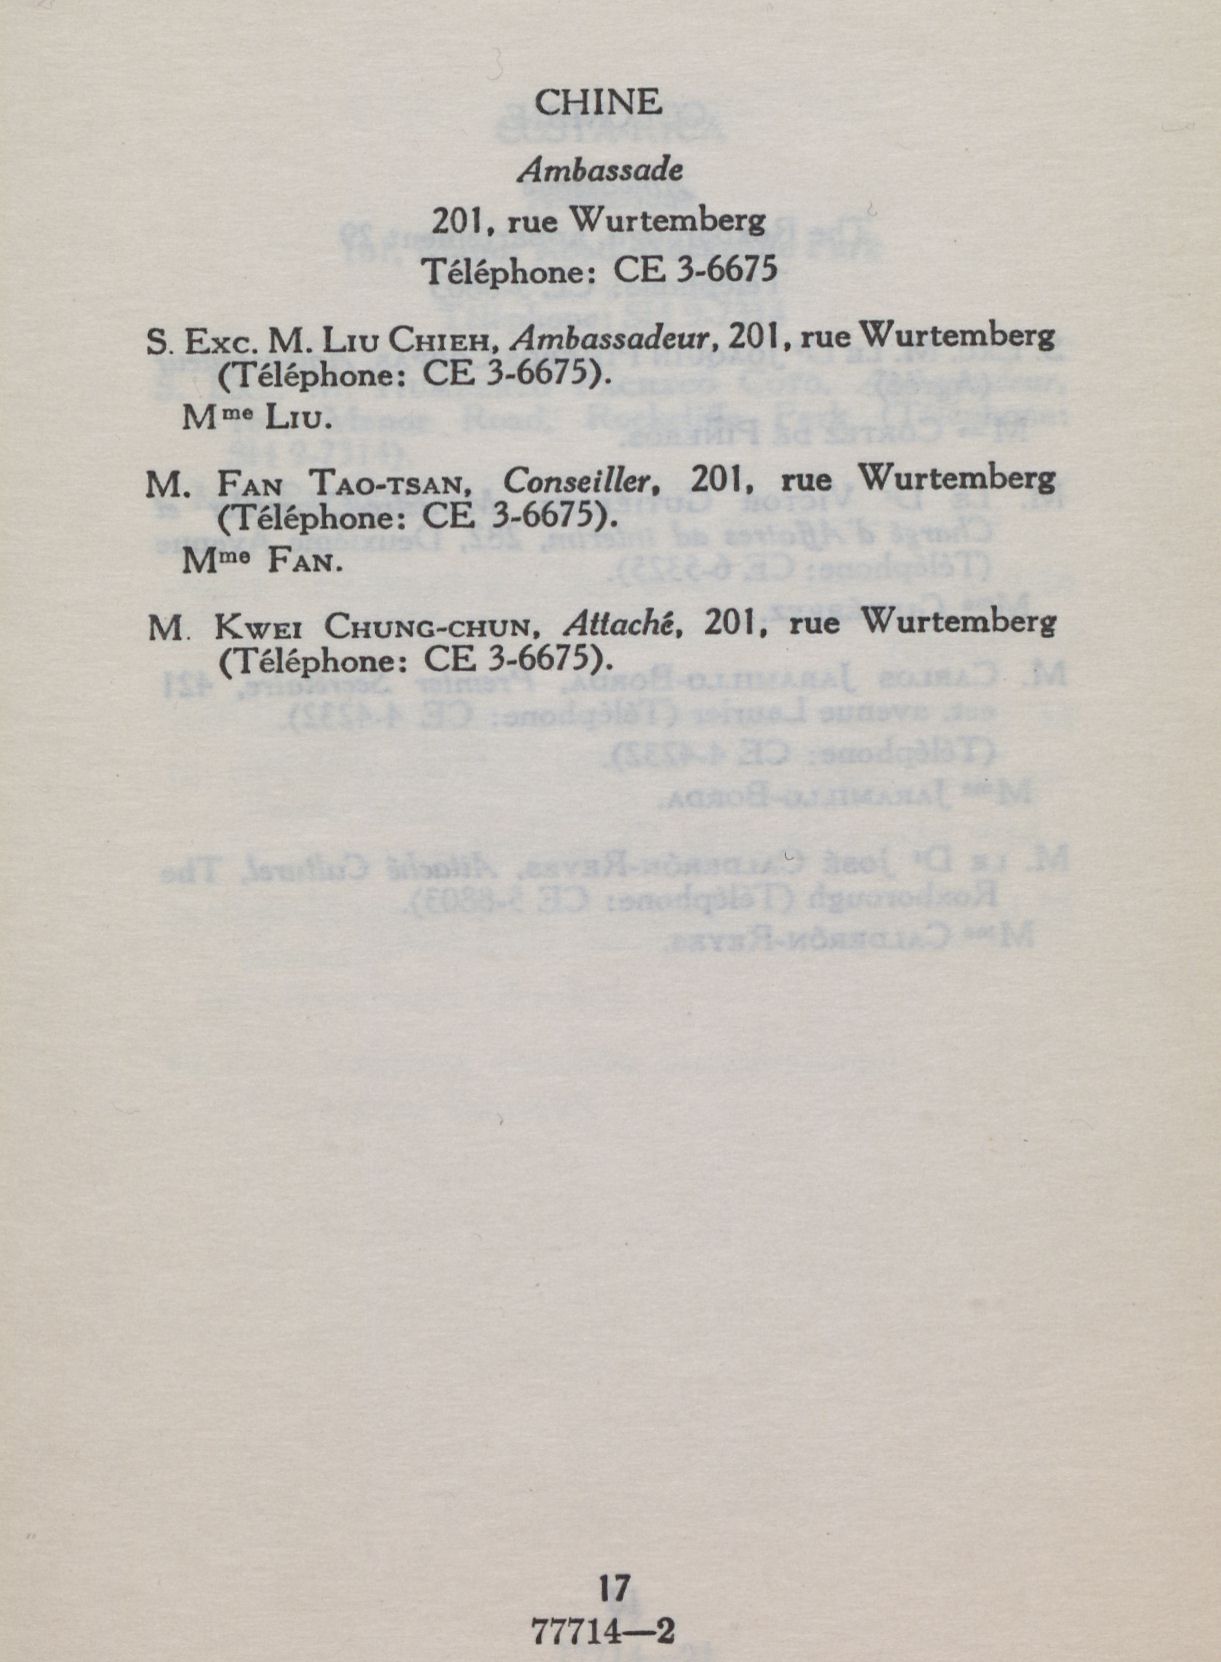 CHINE
Ambassade
201, rue Wurtemberg
Téléphone: CE 3-6675
S. Exc. M. Liu Chieh, Ambassadeur, 201, rue Wurtemberg
(Téléphone: CE 3-6675).
Mme Liu.
M. Fan Tao-tsan, Conseiller, 201, rue Wurtemberg
(Téléphone: CE 3-6675).
Mme Fan.
M. Kwei Chung-chun, Attaché, 201, rue Wurtemberg
(Téléphone: CE 3-6675).
17
77714—2